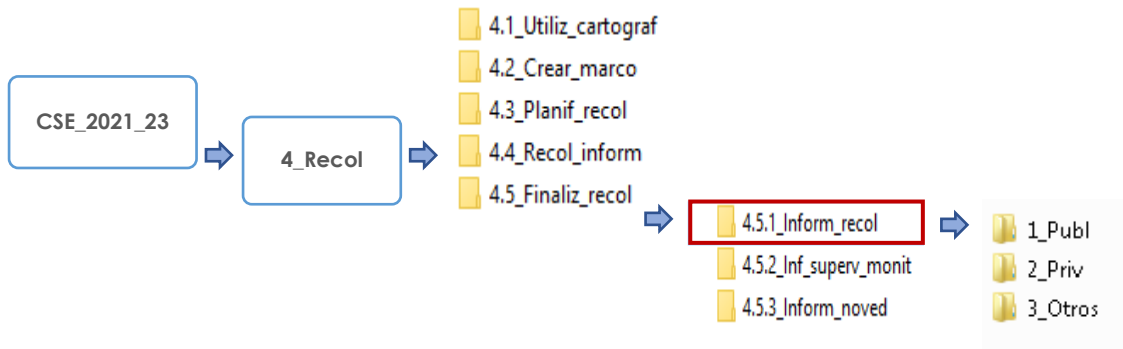 CSE_2021_23
4_Recol
4.1_Utiliz_cartograf
4.2_Crear_marco
4.3_Planif_recol
4.4_Recol_inform
4.5_Finaliz_recol
4.5.1_Inform_recol
4.5.2_Inf_superv_monit
4.5.3_Inform_noved
1_Publ
2_Priv
3_Otros